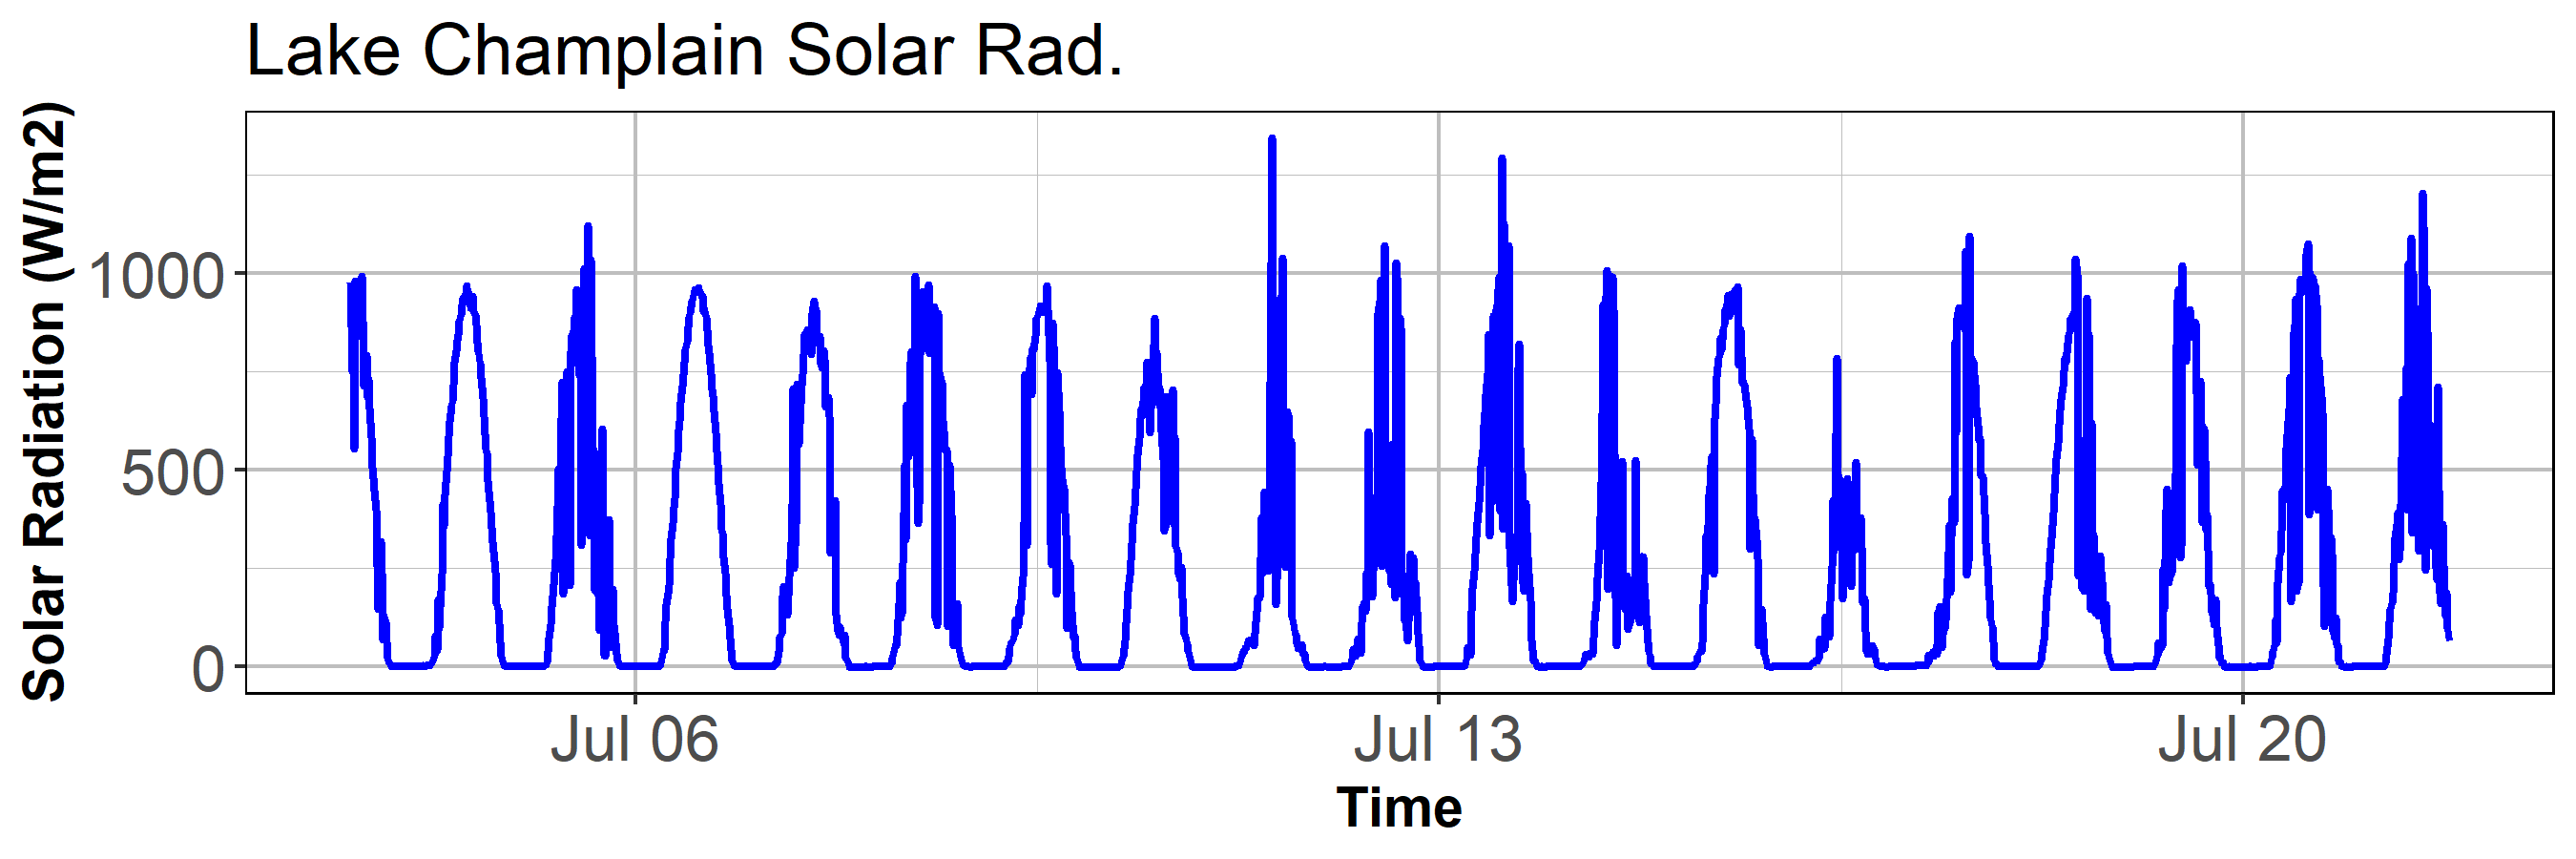 Lake Champlain Solar Rad.
Solar Radiation (W/m2)
1000
500
0
Jul 06
Jul 13
Jul 20
Time